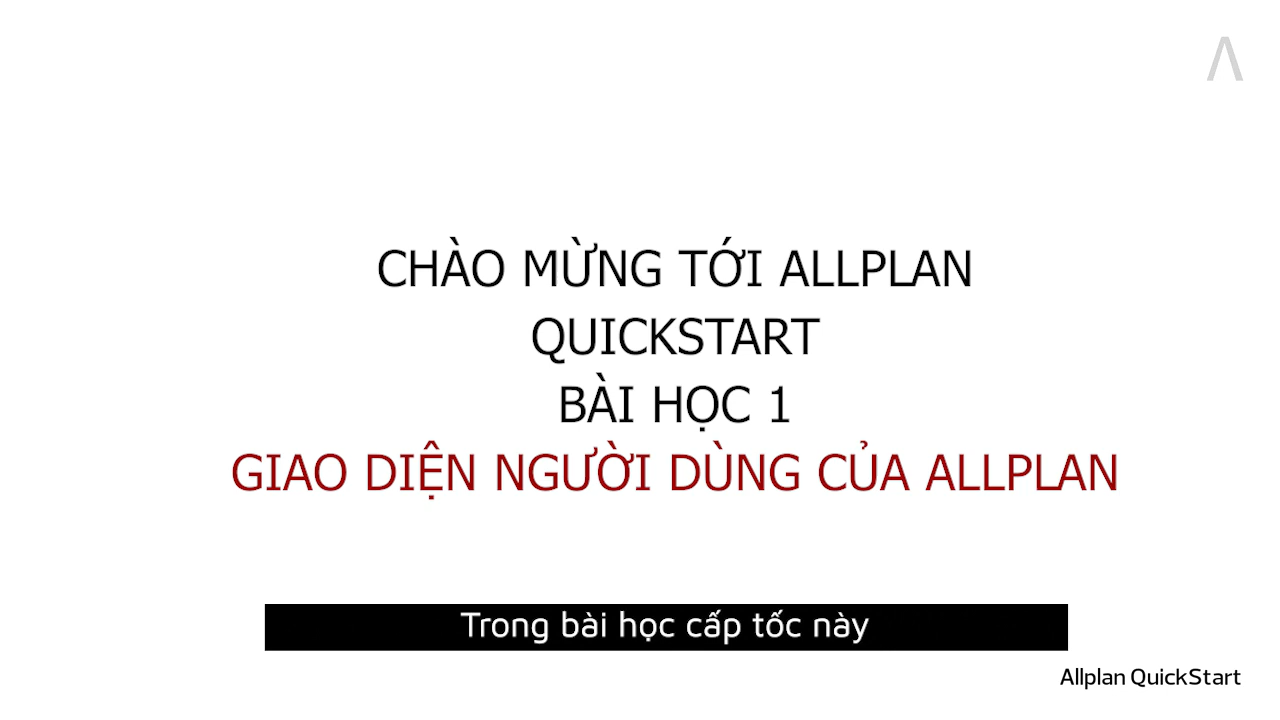 CHÀO MỪNG TỚI ALLPLAN
QUICKSTART
BÀI HỌC 1
GIAO DIỆN NGƯỜI DÙNG CỦA ALLPLAN
Trong bài học cấp tốc này
Allplan QuickStart